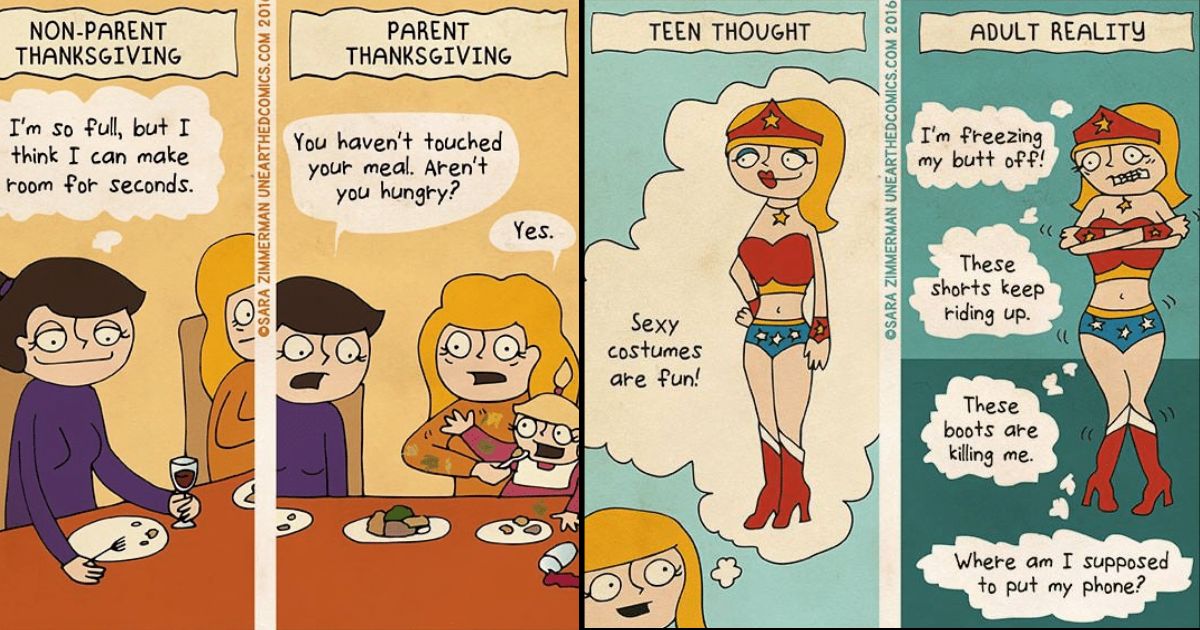 NON-PARENT
THANKSGIVING
I'm so full, but I
think I can make
room for seconds.
©SARA ZIMMERMAN UNEARTHEDCOMICS.COM
PARENT
THANKSGIVING
You haven't touched
your meal. Aren't
you hungry?
Yes.
TEEN THOUGHT
Sexy
costumes
are fun!
©SARA ZIMMERMAN UNEARTHEDCOMICS.COM 2016
ADULT REALITY
I'm freezing
my butt off!
These
shorts keep
riding up.
These
boots are
killing me.
Where am I supposed
to put my phone?